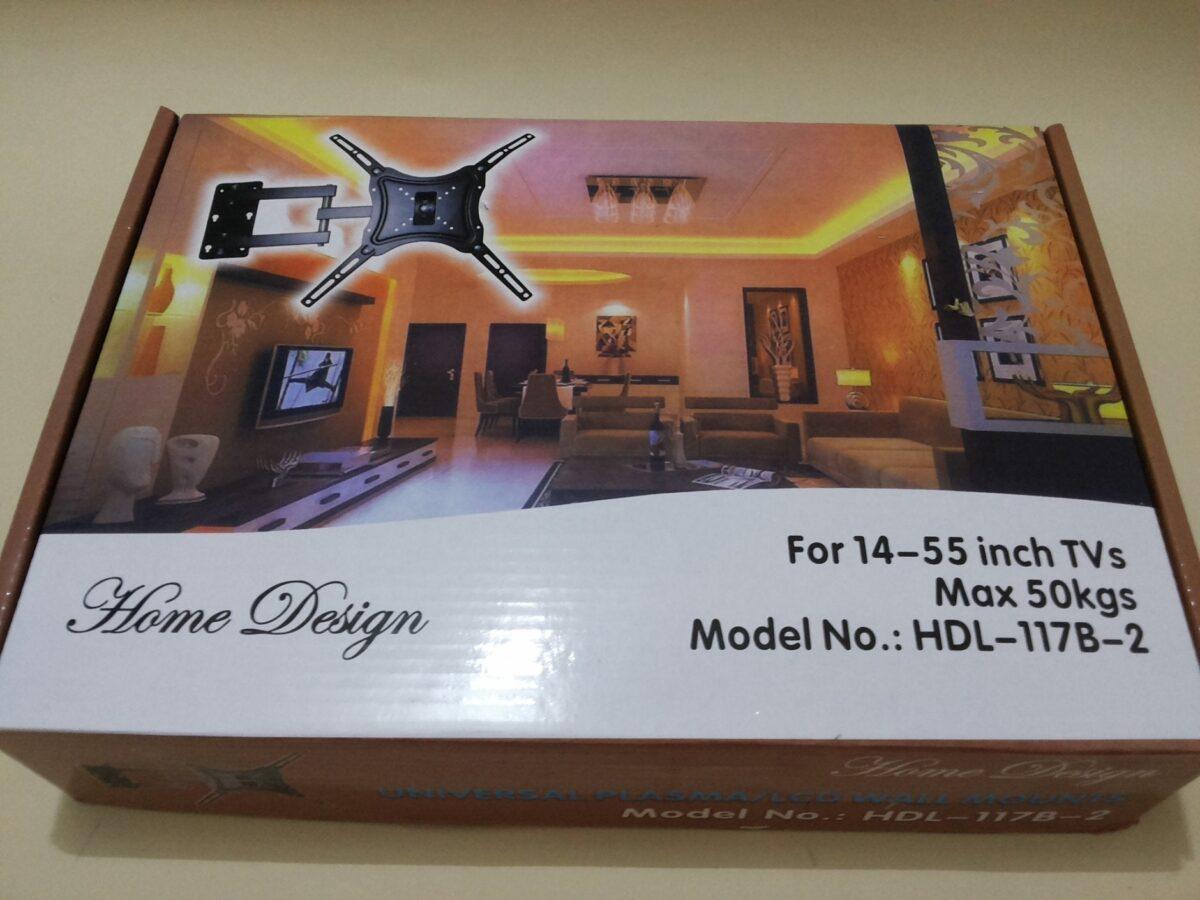 For 14-55 inch TVs
Max 50kgs
Home Design
Model No.: HDL-117B-2
Home Design
UNIVERSAL PLASMA/LCD WALL MOUNTS
Model No.: HDL-117B-2